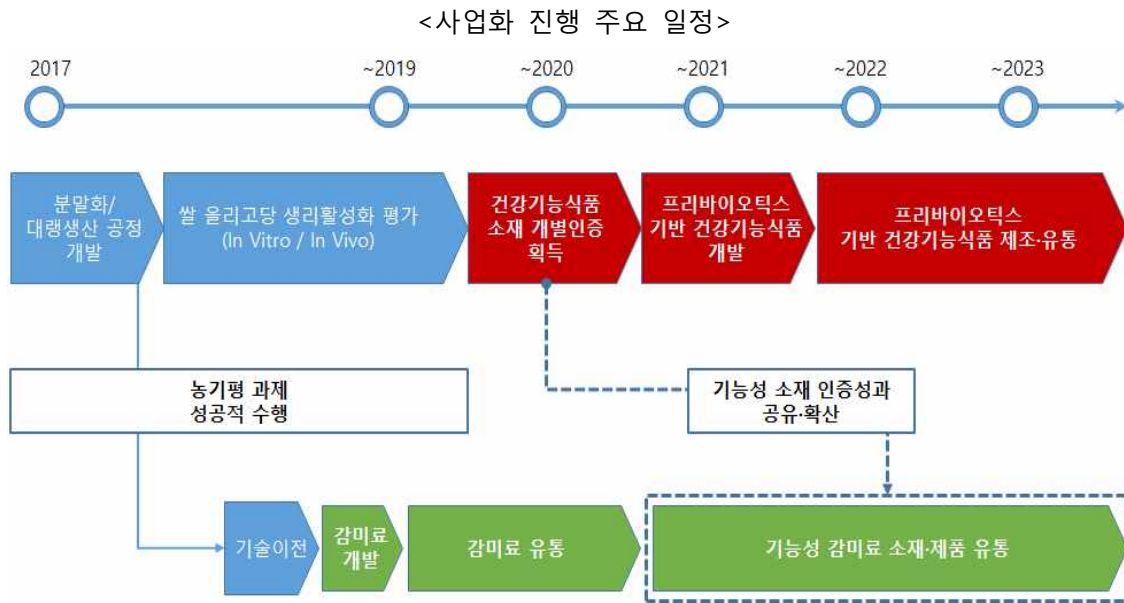 <사업화 진행 주요 일정>
2017
~2019
~2020
~2021
~2022
~2023
분말화/
대랭생산 공정
개발
쌀 올리고당 생리활성화 평가
(In Vitro / In Vivo)
건강기능식품
소재 개별인증
획득
프리바이오틱스
기반 건강기능식품
개발
프리바이오틱스
기반 건강기능식품 제조·유통
농기평 과제
성공적 수행
기능성 소재 인증성과
공유·확산
기술이전
감미료
개발
감미료 유통
기능성 감미료 소재·제품 유통